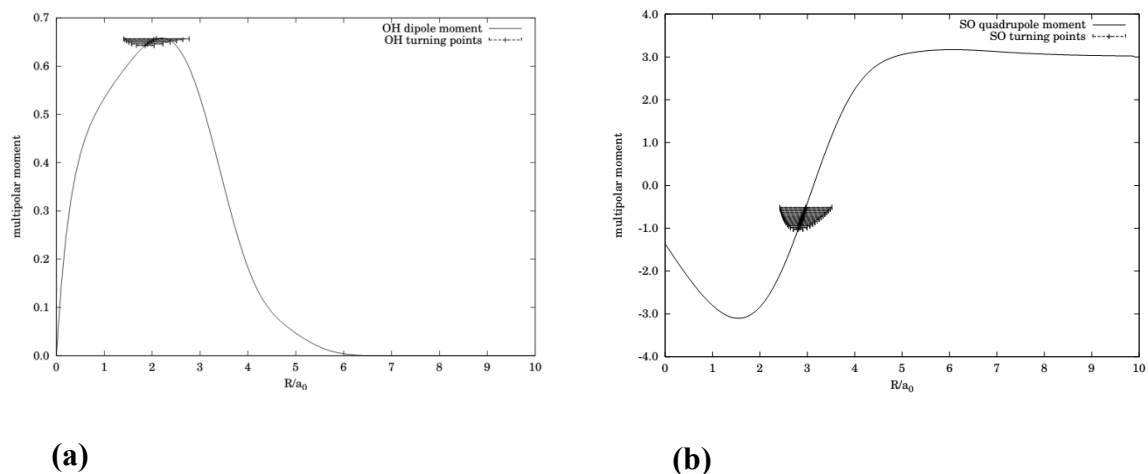 OH dipole moment
OH turning points
0.7
0.6
0.5
0.4
0.3
0.2
0.1
0.0
multipolar moment
0 1 2 3 4 5 6 7 8 9 10
R/a0
(a)
SO quadrupole moment
SO turning points
4.0
3.0
2.0
1.0
0.0
-1.0
-2.0
-3.0
-4.0
multipolar moment
0 1 2 3 4 5 6 7 8 9 10
R/a0
(b)